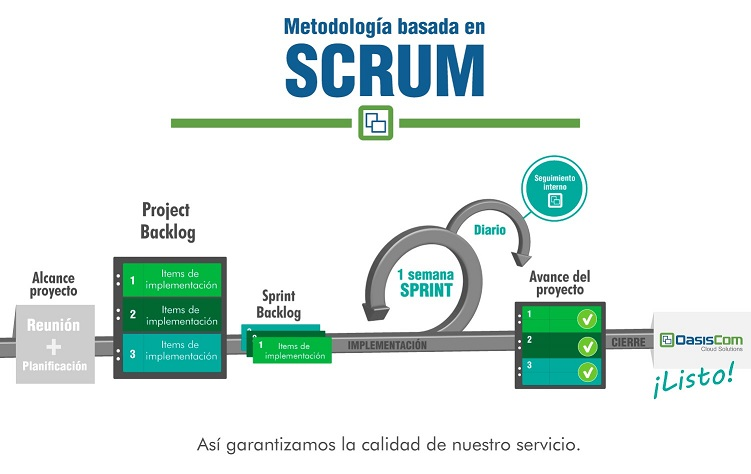 Metodología basada en
SCRUM
Seguimiento
interno
Diario
Project
Backlog
1 semana
SPRINT
Alcance
proyecto
Reunión
+
Planificación
1 Items de
implementación
2 Items de
implementación
3 Items de
implementación
Sprint
Backlog
1 Items de
implementación
IMPLEMENTACIÓN
Avance del
proyecto
1
2
3
CIERRE
OasisCom
Cloud Solutions
¡Listo!
Así garantizamos la calidad de nuestro servicio.